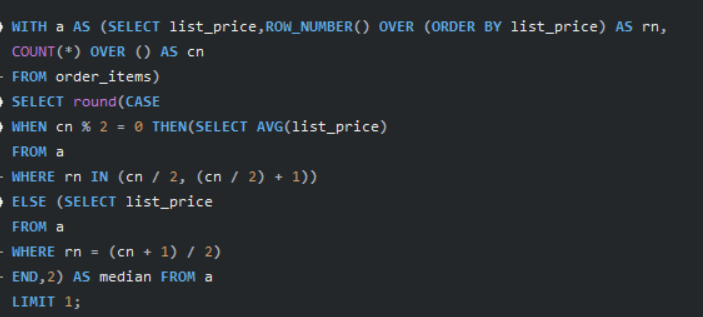 WITH a AS (SELECT list_price,ROW_NUMBER() OVER (ORDER BY list_price) AS rn,
COUNT(*) OVER () AS cn
FROM order_items)
SELECT round(CASE
WHEN cn % 2 = 0 THEN(SELECT AVG(list_price)
FROM a
WHERE rn IN (cn / 2, (cn / 2) + 1))
ELSE (SELECT list_price
FROM a
WHERE rn = (cn + 1) / 2)
END,2) AS median FROM a
LIMIT 1;